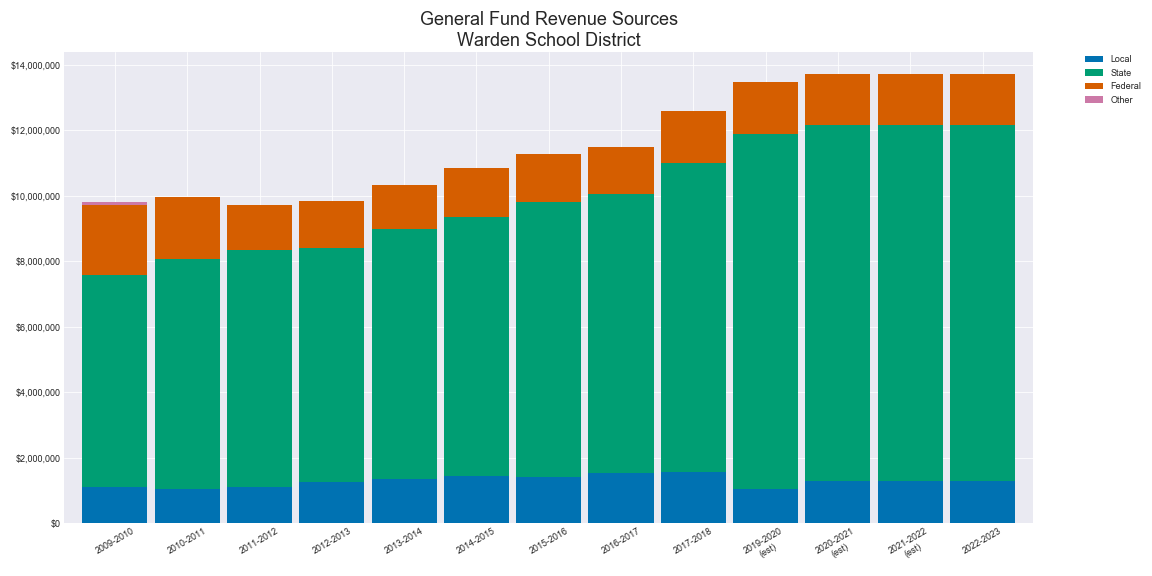 General Fund Revenue Sources
Warden School District
$14,000,000
$12,000,000
$10,000,000
$8,000,000
$6,000,000
$4,000,000
$2,000,000
$0
2009-2010
2010-2011
2011-2012
2012-2013
2013-2014
2014-2015
2015-2016
2016-2017
2017-2018
2019-2020
(est)
2020-2021
(est)
2021-2022
(est)
2022-2023
Local
State
Federal
Other